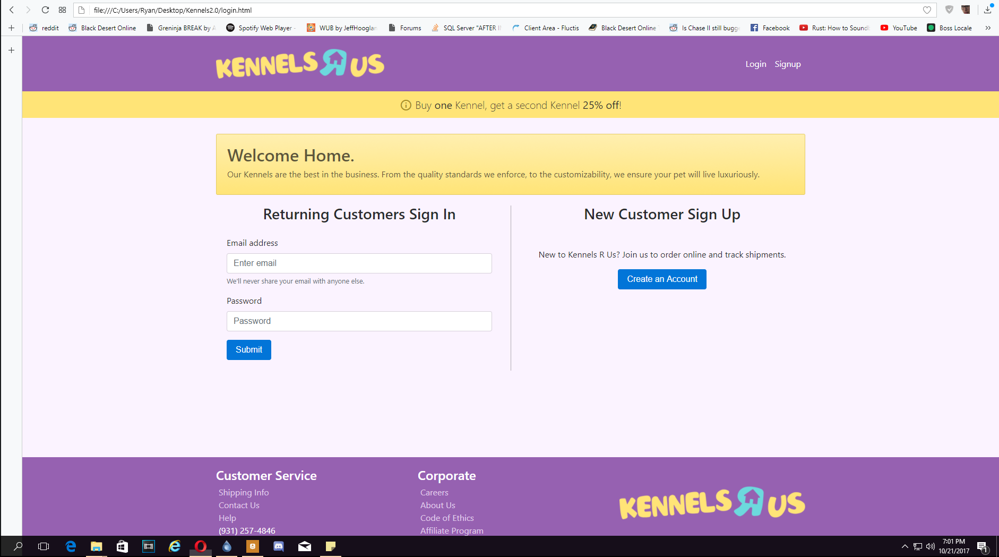 file:///C:/Users/Ryan/Desktop/Kennels2.0/login.html
reddit
Black Desert Online
Greninja BREAK by A
Spotify Web Player -
WUB by JeffHoogland
Forums
SQL Server "AFTER I
Client Area - Fluctis
Black Desert Online
Is Chase II still bugge
Facebook
Rust: How to Sound
YouTube
Boss Locale
KENNELS R US
Login
Signup
Buy one Kennel, get a second Kennel 25% off!
Welcome Home.
Our Kennels are the best in the business. From the quality standards we enforce, to the customizability, we ensure your pet will live luxuriously.
Returning Customers Sign In
Email address
Enter email
We'll never share your email with anyone else.
Password
Password
Submit
New Customer Sign Up
New to Kennels R Us? Join us to order online and track shipments.
Create an Account
Customer Service
Shipping Info
Contact Us
Help
(931) 257-4846
Corporate
Careers
About Us
Code of Ethics
Affiliate Program
KENNELS R US
7:01 PM
10/21/2017
1